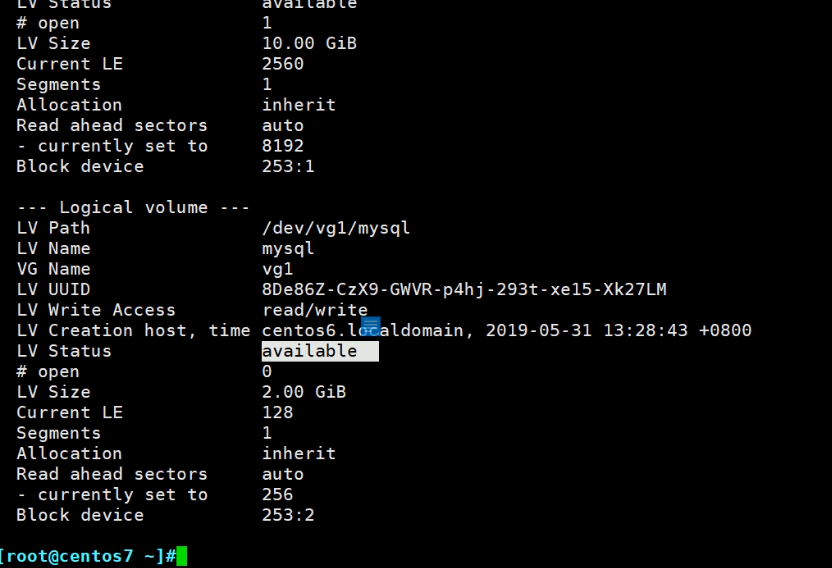 LV Status available
# open 1
LV Size 10.00 GiB
Current LE 2560
Segments 1
Allocation inherit
Read ahead sectors auto
- currently set to 8192
Block device 253:1
--- Logical volume ---
LV Path /dev/vg1/mysql
LV Name mysql
VG Name vg1
LV UUID 8De86Z-CzX9-GWVR-p4hj-293t-xe15-Xk27LM
LV Write Access read/write
LV Creation host, time centos6.localdomain, 2019-05-31 13:28:43 +0800
LV Status available
# open 0
LV Size 2.00 GiB
Current LE 128
Segments 1
Allocation inherit
Read ahead sectors auto
- currently set to 256
Block device 253:2
[root@centos7 ~]#